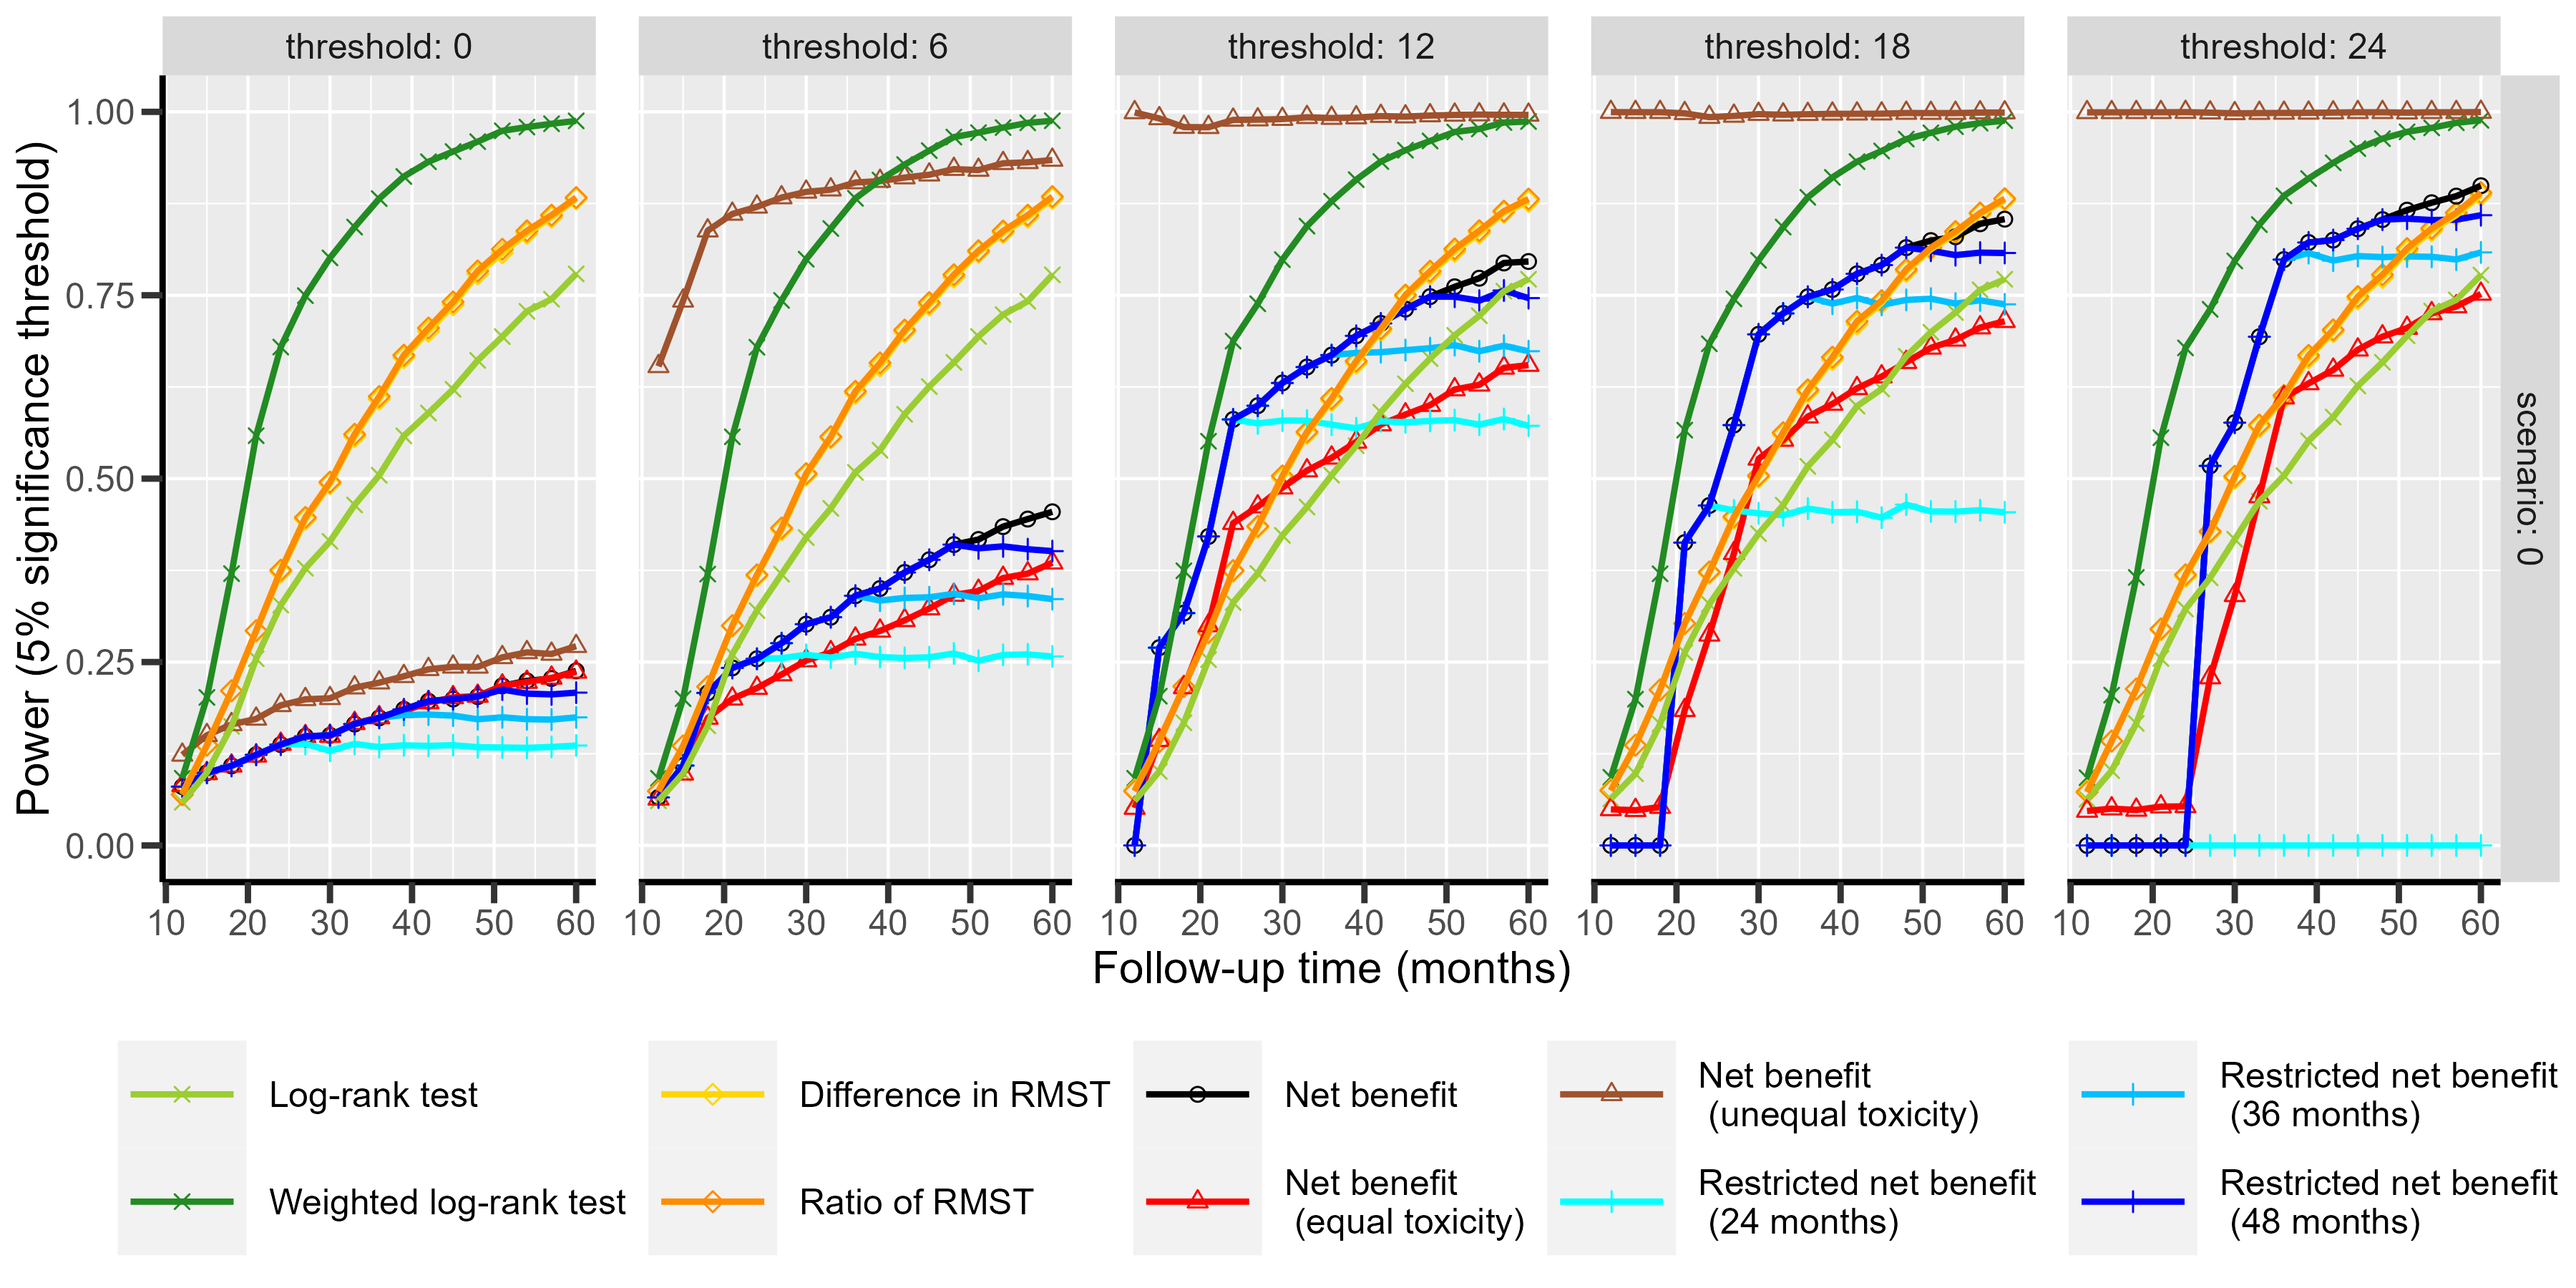 threshold: 0
threshold: 6
threshold: 12
threshold: 18
threshold: 24
scenario: 0
Power (5% significance threshold)
1.00
0.75
0.50
0.25
0.00
10 20 30 40 50 60
10 20 30 40 50 60
10 20 30 40 50 60
10 20 30 40 50 60
10 20 30 40 50 60
Follow-up time (months)
Log-rank test
Weighted log-rank test
Difference in RMST
Ratio of RMST
Net benefit
Net benefit
(equal toxicity)
Net benefit
(unequal toxicity)
Restricted net benefit
(24 months)
Restricted net benefit
(36 months)
Restricted net benefit
(48 months)